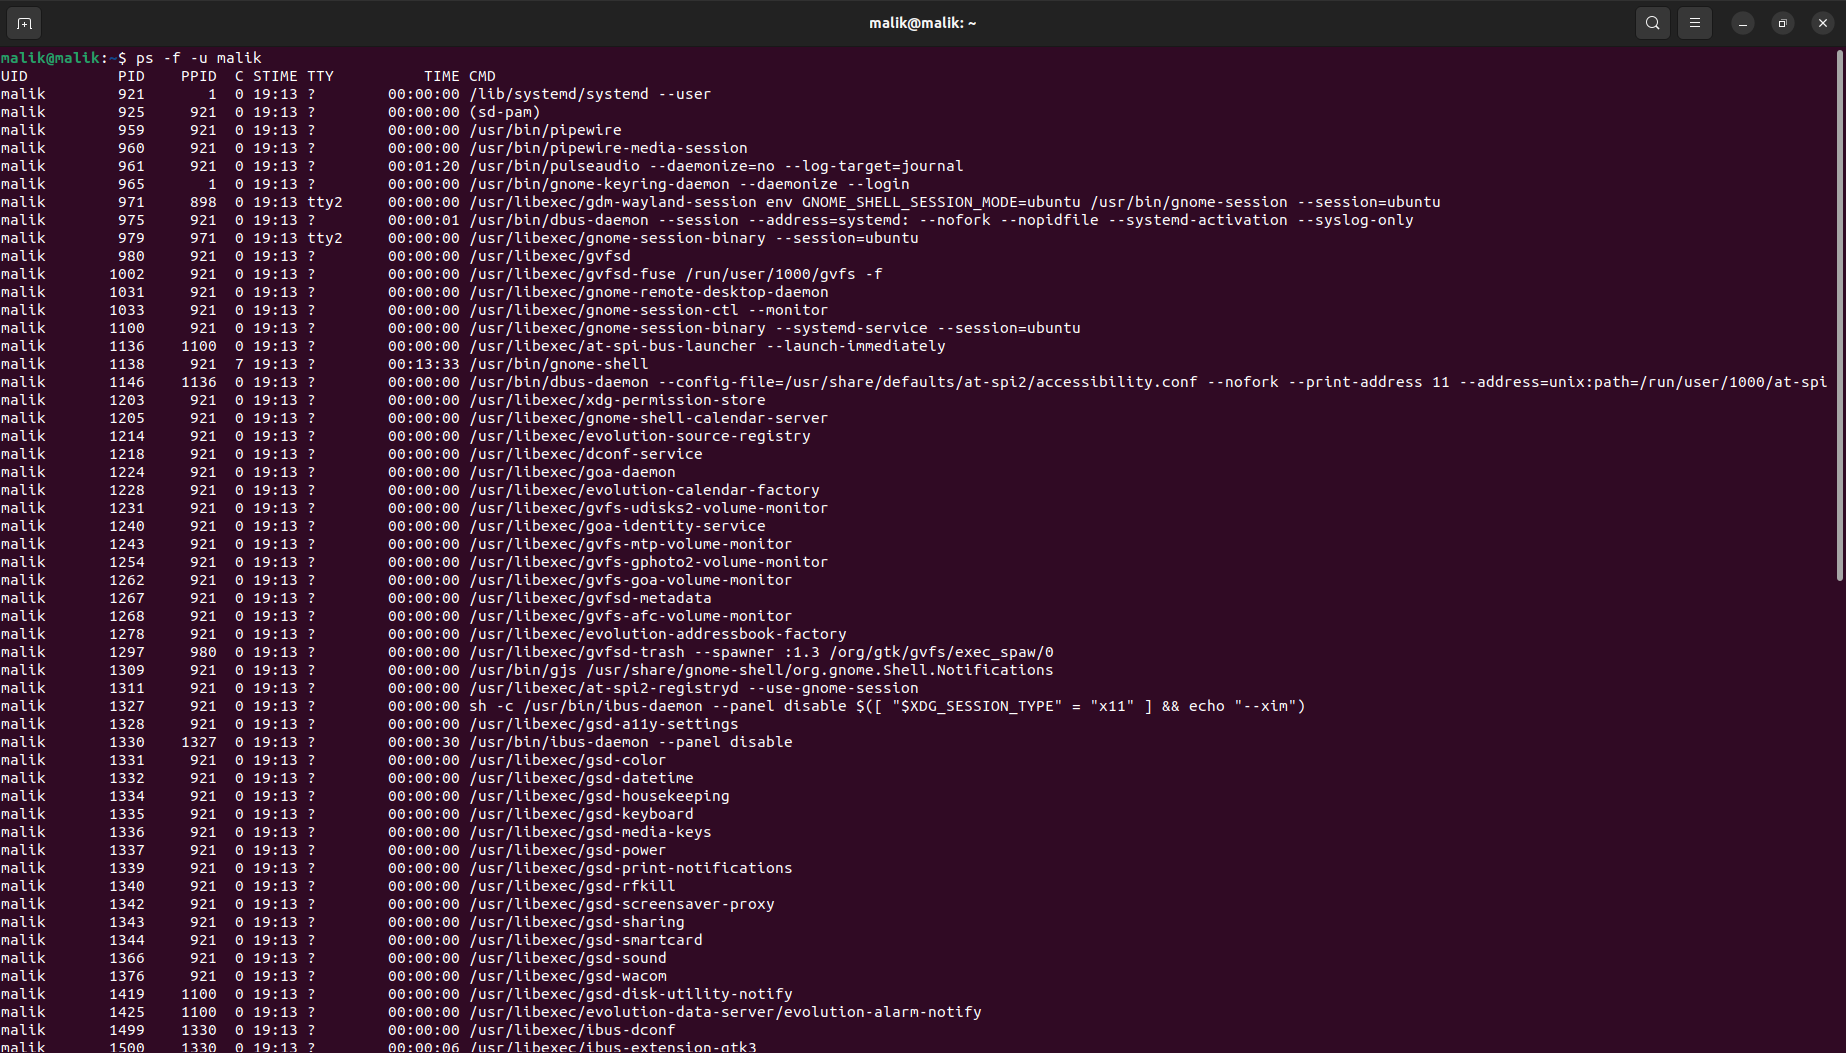 malik@malik: ~
malik@malik:~$ ps -f -u malik
UID          PID    PPID  C STIME TTY          TIME CMD
malik        921       1  0 19:13 ?        00:00:00 /lib/systemd/systemd --user
malik        925     921  0 19:13 ?        00:00:00 (sd-pam)
malik        959     921  0 19:13 ?        00:00:00 /usr/bin/pipewire
malik        960     921  0 19:13 ?        00:00:00 /usr/bin/pipewire-media-session
malik        961     921  0 19:13 ?        00:01:20 /usr/bin/pulseaudio --daemonize=no --log-target=journal
malik        965       1  0 19:13 ?        00:00:00 /usr/bin/gnome-keyring-daemon --daemonize --login
malik        971     898  0 19:13 tty2     00:00:00 /usr/libexec/gdm-wayland-session env GNOME_SHELL_SESSION_MODE=ubuntu /usr/bin/gnome-session --session=ubuntu
malik        975     921  0 19:13 ?        00:00:01 /usr/bin/dbus-daemon --session --address=systemd: --nofork --nopidfile --systemd-activation --syslog-only
malik        979     971  0 19:13 tty2     00:00:00 /usr/libexec/gnome-session-binary --session=ubuntu
malik        980     921  0 19:13 ?        00:00:00 /usr/libexec/gvfsd
malik       1002     921  0 19:13 ?        00:00:00 /usr/libexec/gvfsd-fuse /run/user/1000/gvfs -f
malik       1031     921  0 19:13 ?        00:00:00 /usr/libexec/gnome-remote-desktop-daemon
malik       1033     921  0 19:13 ?        00:00:00 /usr/libexec/gnome-session-ctl --monitor
malik       1100     921  0 19:13 ?        00:00:00 /usr/libexec/gnome-session-binary --systemd-service --session=ubuntu
malik       1136    1100  0 19:13 ?        00:00:00 /usr/libexec/at-spi-bus-launcher --launch-immediately
malik       1138     921  7 19:13 ?        00:13:33 /usr/bin/gnome-shell
malik       1146    1136  0 19:13 ?        00:00:00 /usr/bin/dbus-daemon --config-file=/usr/share/defaults/at-spi2/accessibility.conf --nofork --print-address 11 --address=unix:path=/run/user/1000/at-spi
malik       1203     921  0 19:13 ?        00:00:00 /usr/libexec/xdg-permission-store
malik       1205     921  0 19:13 ?        00:00:00 /usr/libexec/gnome-shell-calendar-server
malik       1214     921  0 19:13 ?        00:00:00 /usr/libexec/evolution-source-registry
malik       1218     921  0 19:13 ?        00:00:00 /usr/libexec/dconf-service
malik       1224     921  0 19:13 ?        00:00:00 /usr/libexec/goa-daemon
malik       1228     921  0 19:13 ?        00:00:00 /usr/libexec/evolution-calendar-factory
malik       1231     921  0 19:13 ?        00:00:00 /usr/libexec/gvfs-udisks2-volume-monitor
malik       1240     921  0 19:13 ?        00:00:00 /usr/libexec/goa-identity-service
malik       1243     921  0 19:13 ?        00:00:00 /usr/libexec/gvfs-mtp-volume-monitor
malik       1254     921  0 19:13 ?        00:00:00 /usr/libexec/gvfs-gphoto2-volume-monitor
malik       1262     921  0 19:13 ?        00:00:00 /usr/libexec/gvfs-goa-volume-monitor
malik       1267     921  0 19:13 ?        00:00:00 /usr/libexec/gvfsd-metadata
malik       1268     921  0 19:13 ?        00:00:00 /usr/libexec/gvfs-afc-volume-monitor
malik       1278     921  0 19:13 ?        00:00:00 /usr/libexec/evolution-addressbook-factory
malik       1297     980  0 19:13 ?        00:00:00 /usr/libexec/gvfsd-trash --spawner :1.3 /org/gtk/gvfs/exec_spaw/0
malik       1309     921  0 19:13 ?        00:00:00 /usr/bin/gjs /usr/share/gnome-shell/org.gnome.Shell.Notifications
malik       1311     921  0 19:13 ?        00:00:00 /usr/libexec/at-spi2-registryd --use-gnome-session
malik       1327     921  0 19:13 ?        00:00:00 sh -c /usr/bin/ibus-daemon --panel disable $([ "$XDG_SESSION_TYPE" = "x11" ] && echo "--xim")
malik       1328     921  0 19:13 ?        00:00:00 /usr/libexec/gsd-a11y-settings
malik       1330    1327  0 19:13 ?        00:00:30 /usr/bin/ibus-daemon --panel disable
malik       1331     921  0 19:13 ?        00:00:00 /usr/libexec/gsd-color
malik       1332     921  0 19:13 ?        00:00:00 /usr/libexec/gsd-datetime
malik       1334     921  0 19:13 ?        00:00:00 /usr/libexec/gsd-housekeeping
malik       1335     921  0 19:13 ?        00:00:00 /usr/libexec/gsd-keyboard
malik       1336     921  0 19:13 ?        00:00:00 /usr/libexec/gsd-media-keys
malik       1337     921  0 19:13 ?        00:00:00 /usr/libexec/gsd-power
malik       1339     921  0 19:13 ?        00:00:00 /usr/libexec/gsd-print-notifications
malik       1340     921  0 19:13 ?        00:00:00 /usr/libexec/gsd-rfkill
malik       1342     921  0 19:13 ?        00:00:00 /usr/libexec/gsd-screensaver-proxy
malik       1343     921  0 19:13 ?        00:00:00 /usr/libexec/gsd-sharing
malik       1344     921  0 19:13 ?        00:00:00 /usr/libexec/gsd-smartcard
malik       1366     921  0 19:13 ?        00:00:00 /usr/libexec/gsd-sound
malik       1376     921  0 19:13 ?        00:00:00 /usr/libexec/gsd-wacom
malik       1419    1100  0 19:13 ?        00:00:00 /usr/libexec/gsd-disk-utility-notify
malik       1425    1100  0 19:13 ?        00:00:00 /usr/libexec/evolution-data-server/evolution-alarm-notify
malik       1499    1330  0 19:13 ?        00:00:00 /usr/libexec/ibus-dconf
malik       1500    1330  0 19:13 ?        00:00:06 /usr/libexec/ibus-extension-gtk3